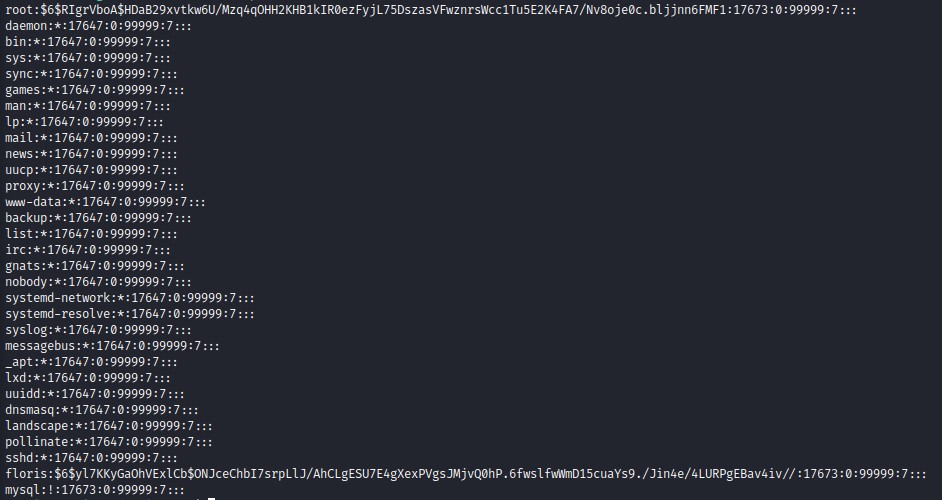 root:$6$RIgrVboA$HDaB29xvtkw6U/Mzq4qOHH2KHB1kIR0ezFyjL75DszasVFwznrsWcc1Tu5E2K4FA7/Nv8oje0c.bljjnn6FMF1:17673:0:99999:7:::
daemon:*:17647:0:99999:7:::
bin:*:17647:0:99999:7:::
sys:*:17647:0:99999:7:::
sync:*:17647:0:99999:7:::
games:*:17647:0:99999:7:::
man:*:17647:0:99999:7:::
lp:*:17647:0:99999:7:::
mail:*:17647:0:99999:7:::
news:*:17647:0:99999:7:::
uucp:*:17647:0:99999:7:::
proxy:*:17647:0:99999:7:::
www-data:*:17647:0:99999:7:::
backup:*:17647:0:99999:7:::
list:*:17647:0:99999:7:::
irc:*:17647:0:99999:7:::
gnats:*:17647:0:99999:7:::
nobody:*:17647:0:99999:7:::
systemd-network:*:17647:0:99999:7:::
systemd-resolve:*:17647:0:99999:7:::
syslog:*:17647:0:99999:7:::
messagebus:*:17647:0:99999:7:::
_apt:*:17647:0:99999:7:::
lxd:*:17647:0:99999:7:::
uuidd:*:17647:0:99999:7:::
dnsmasq:*:17647:0:99999:7:::
landscape:*:17647:0:99999:7:::
pollinate:*:17647:0:99999:7:::
sshd:*:17647:0:99999:7:::
floris:$6$yl7KKyGaOhVExlCb$ONJceChbI7srpLlJ/AhCLgESU7E4gXexPVgsJMjvQ0hP.6fwslfwWmD15cuaYs9./Jin4e/4LURPgEBav4iv//:17673:0:99999:7:::
mysql:!:17673:0:99999:7:::